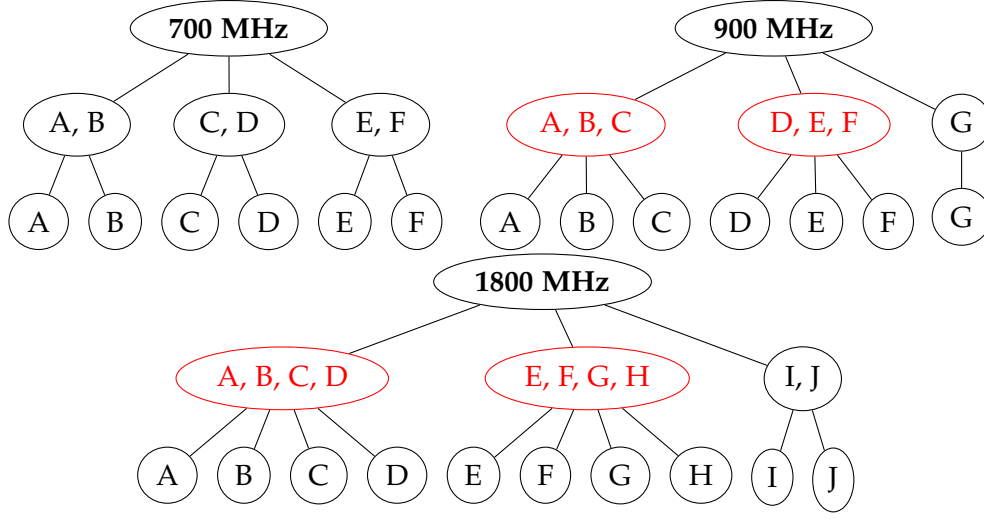 700 MHz
900 MHz
A, B
C, D
E, F
A, B, C
D, E, F
G
A
B
C
D
E
F
A
B
C
D
E
F
G
1800 MHz
A, B, C, D
E, F, G, H
I, J
A
B
C
D
E
F
G
H
I
J